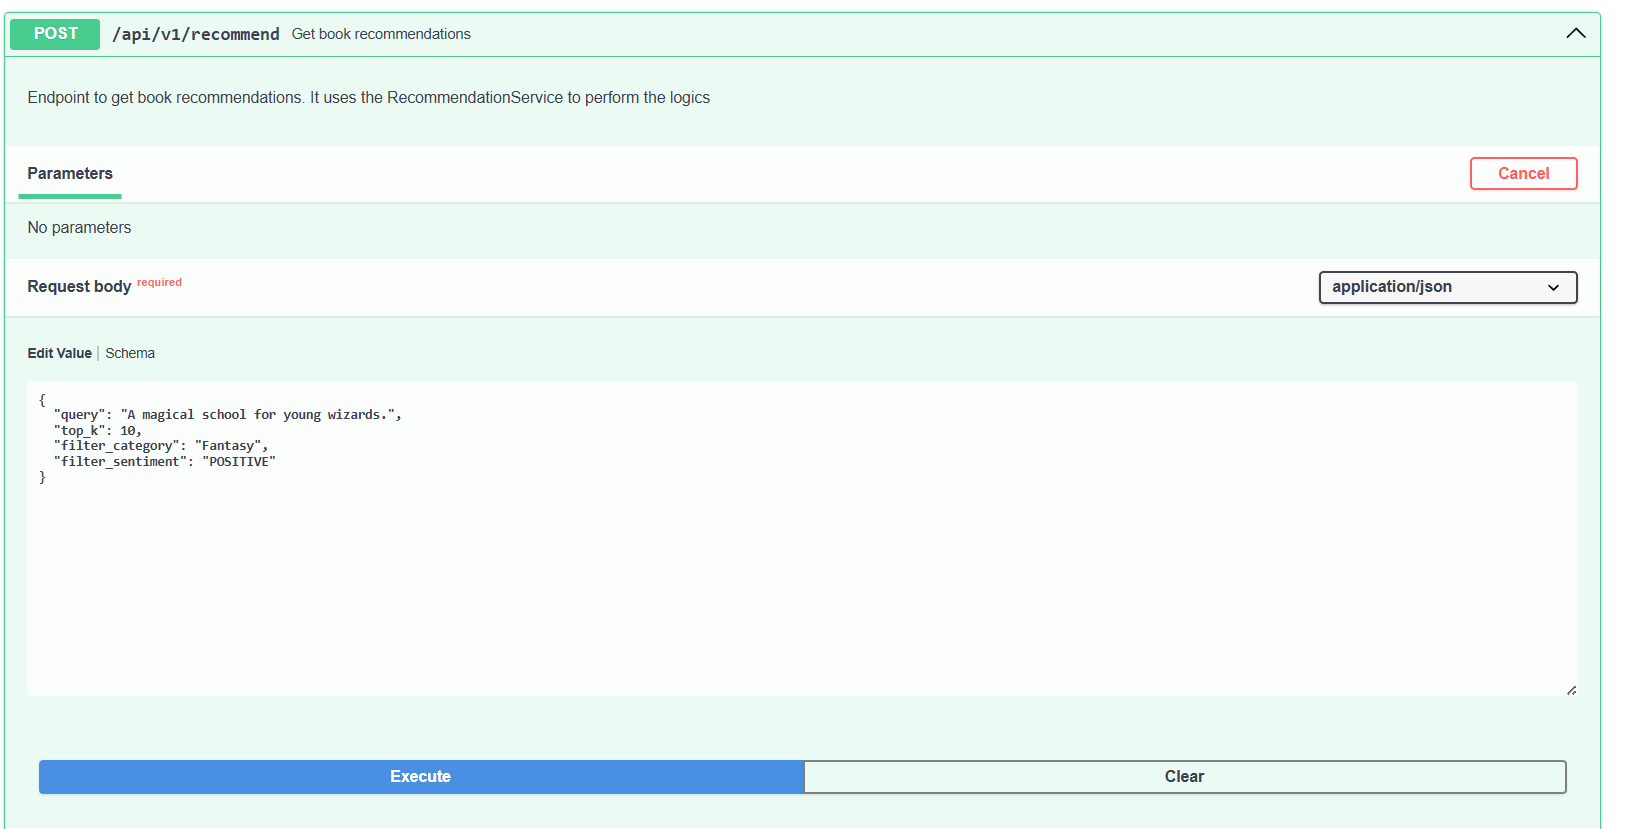 POST /api/v1/recommend Get book recommendations
Endpoint to get book recommendations. It uses the RecommendationService to perform the logics
Parameters Cancel
No parameters
Request body required application/json
Edit Value | Schema
{
  "query": "A magical school for young wizards.",
  "top_k": 10,
  "filter_category": "Fantasy",
  "filter_sentiment": "POSITIVE"
}
Execute Clear